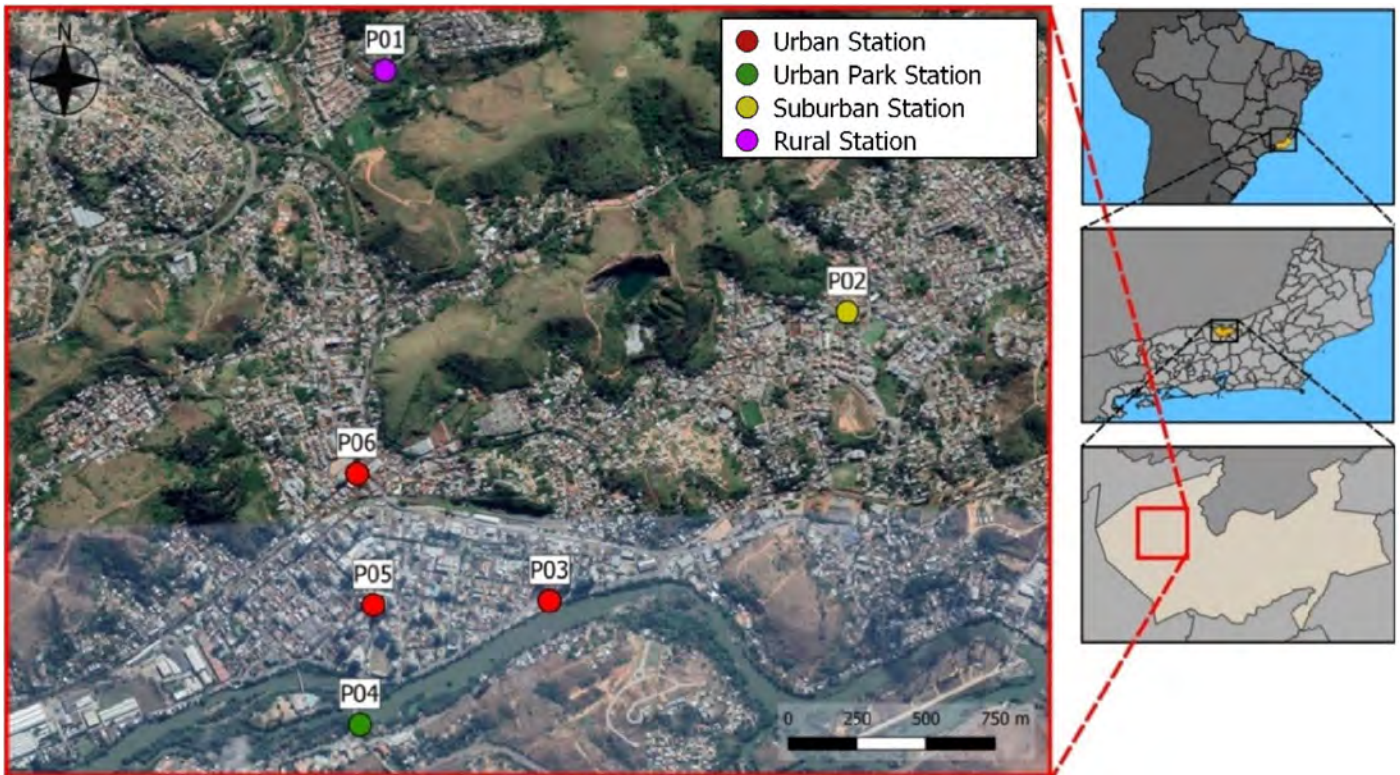 N
P01
Urban Station
Urban Park Station
Suburban Station
Rural Station
P02
P06
P05
P03
P04
0 250 500 750 m